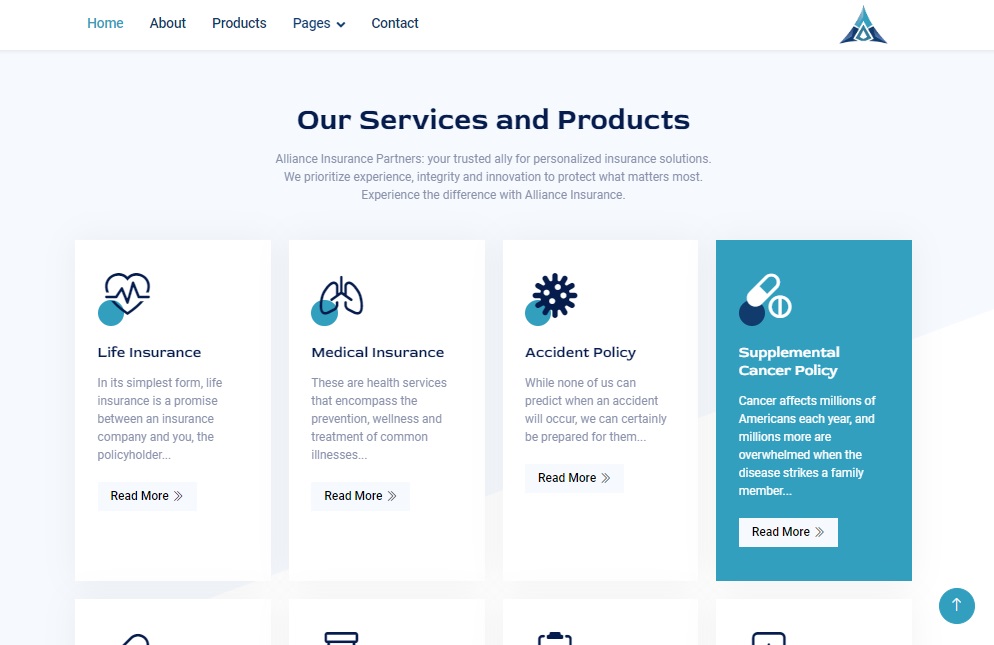 Home About Products Pages Contact
Our Services and Products
Alliance Insurance Partners: your trusted ally for personalized insurance solutions.
We prioritize experience, integrity and innovation to protect what matters most.
Experience the difference with Alliance Insurance.
Life Insurance
In its simplest form, life
insurance is a promise
between an insurance
company and you, the
policyholder...
Read More
Medical Insurance
These are health services
that encompass the
prevention, wellness and
treatment of common
illnesses...
Read More
Accident Policy
While none of us can
predict when an accident
will occur, we can certainly
be prepared for them...
Read More
Supplemental
Cancer Policy
Cancer affects millions of
Americans each year, and
millions more are
overwhelmed when the
disease strikes a family
member...
Read More